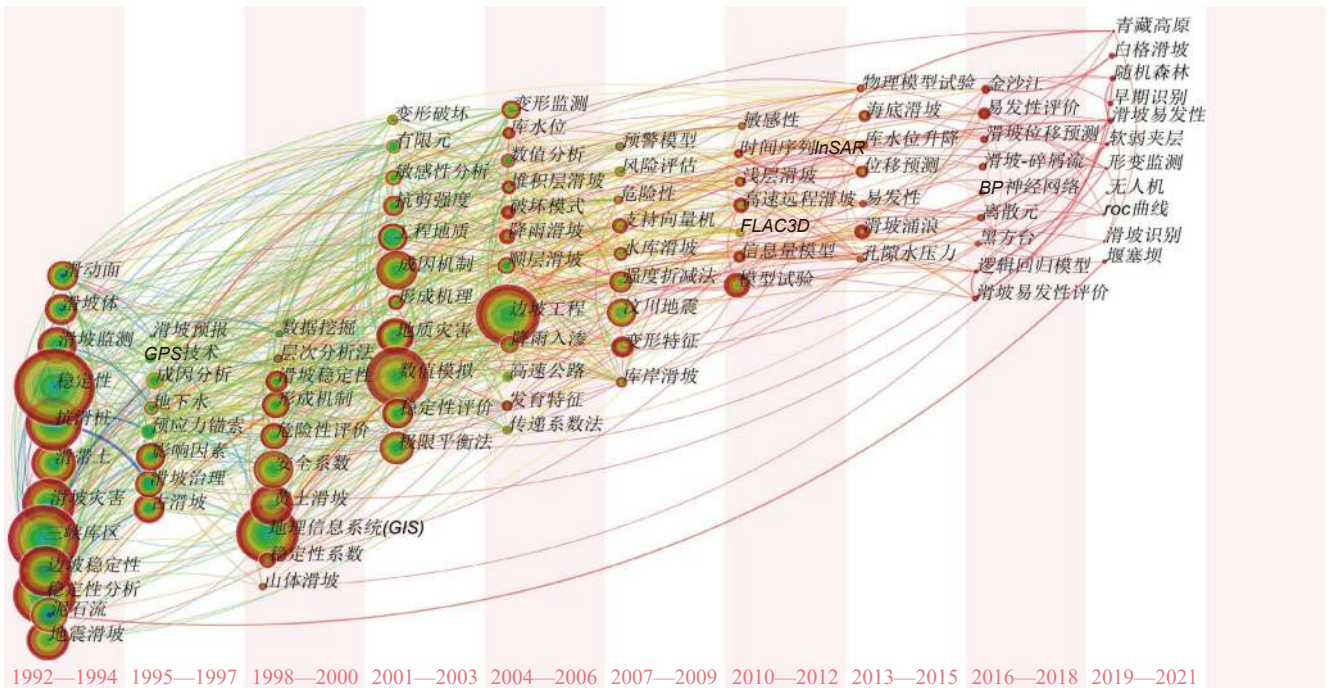 滑动面
滑坡体
滑坡监测
稳定性
抗滑桩
滑带土
滑坡灾害
三峡库区
边坡稳定性
稳定性分析
泥石流
地震滑坡
1992—1994
滑坡预报
GPS技术
成因分析
地下水
预应力锚索
影响因素
滑坡治理
古滑坡
1995—1997
数据挖掘
层次分析法
滑坡稳定性
形成机制
危险性评价
安全系数
黄土滑坡
地理信息系统(GIS)
稳定性系数
山体滑坡
1998—2000
变形破坏
有限元
敏感性分析
抗剪强度
工程地质
成因机制
形成机理
地质灾害
数值模拟
稳定性评价
极限平衡法
2001—2003
变形监测
库水位
数值分析
堆积层滑坡
破坏模式
降雨滑坡
顺层滑坡
边坡工程
降雨入渗
高速公路
发育特征
传递系数法
2004—2006
预警模型
风险评估
危险性
支持向量机
水库滑坡
强度折减法
汶川地震
变形特征
库岸滑坡
2007—2009
敏感性
时间序列
浅层滑坡
高速远程滑坡
FLAC3D
信息量模型
模型试验
2010—2012
物理模型试验
海底滑坡
InSAR
库水位升降
位移预测
易发性
滑坡涌浪
孔隙水压力
2013—2015
金沙江
易发性评价
滑坡位移预测
滑坡-碎屑流
BP神经网络
离散元
黑方台
逻辑回归模型
滑坡易发性评价
2016—2018
青藏高原
白格滑坡
随机森林
早期识别
滑坡易发性
软弱夹层
形变监测
无人机
roc曲线
滑坡识别
堰塞坝
2019—2021